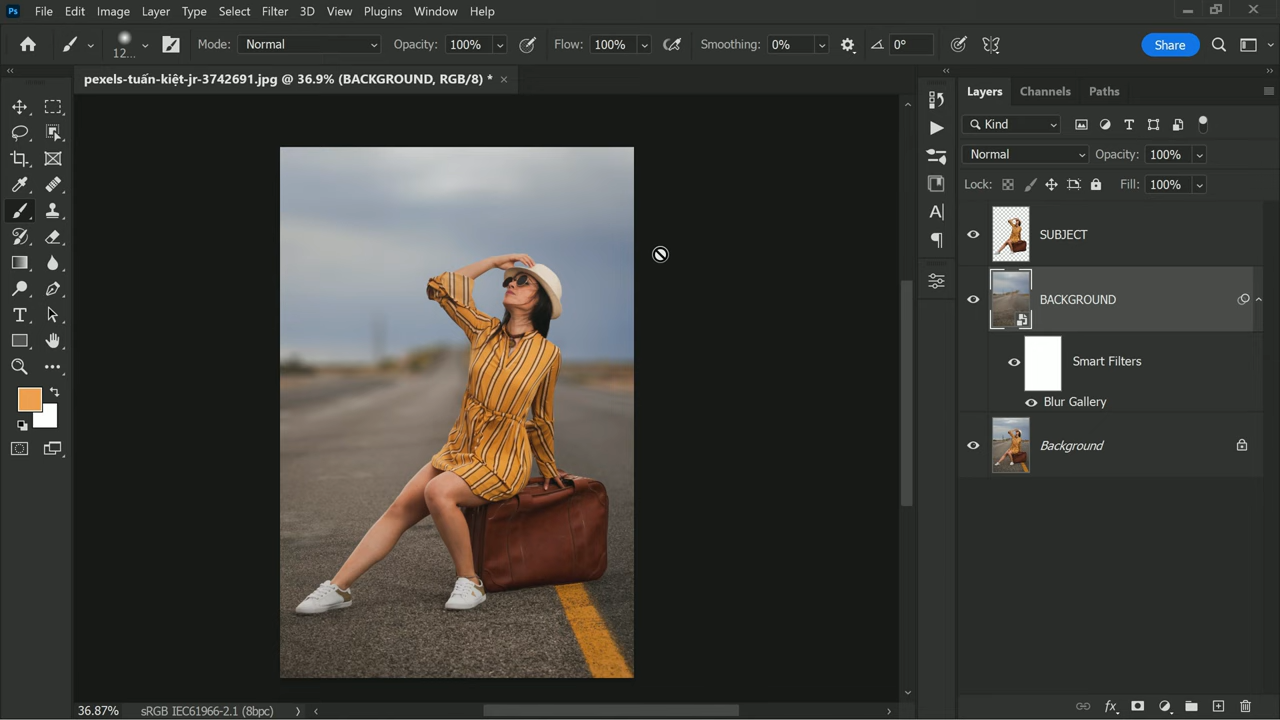 Ps File Edit Image Layer Type Select Filter 3D View Plugins Window Help
12... Mode: Normal Opacity: 100% Flow: 100% Smoothing: 0% 0° Share
pexels-tuấn-kiệt-jr-3742691.jpg @ 36.9% (BACKGROUND, RGB/8) * ×
Layers Channels Paths
Kind
Normal Opacity: 100%
Lock: Fill: 100%
SUBJECT
BACKGROUND
Smart Filters
Blur Gallery
Background
36.87% sRGB IEC61966-2.1 (8bpc)